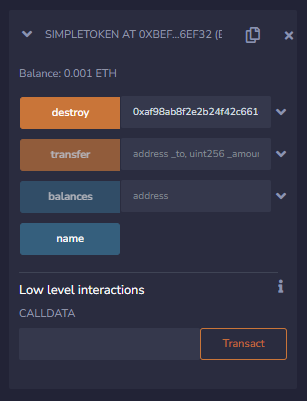 SIMPLETOKEN AT 0XBEF...6EF32 (E
Balance: 0.001 ETH
destroy 0xaf98ab8f2e2b24f42c661
transfer address _to, uint256 _amour
balances address
name
Low level interactions
CALLDATA
Transact